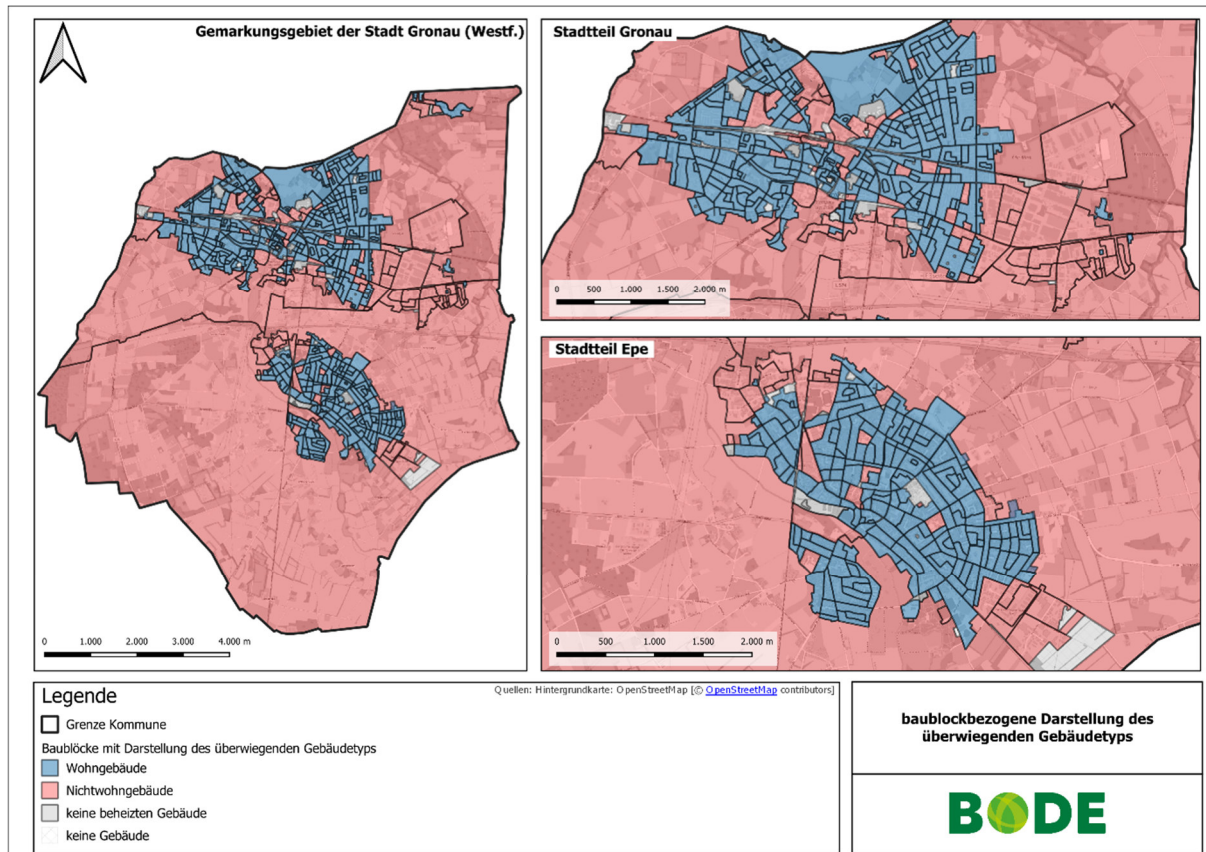 Gemarkungsgebiet der Stadt Gronau (Westf.)
0 1.000 2.000 3.000 4.000 m
Stadtteil Gronau
0 500 1.000 1.500 2.000 m
Stadtteil Epe
0 500 1.000 1.500 2.000 m
Legende
Quellen: Hintergrundkarte: OpenStreetMap [© OpenStreetMap contributors]
Grenze Kommune
Baublöcke mit Darstellung des überwiegenden Gebäudetyps
Wohngebäude
Nichtwohngebäude
keine beheizten Gebäude
keine Gebäude
baublockbezogene Darstellung des
überwiegenden Gebäudetyps
BODE